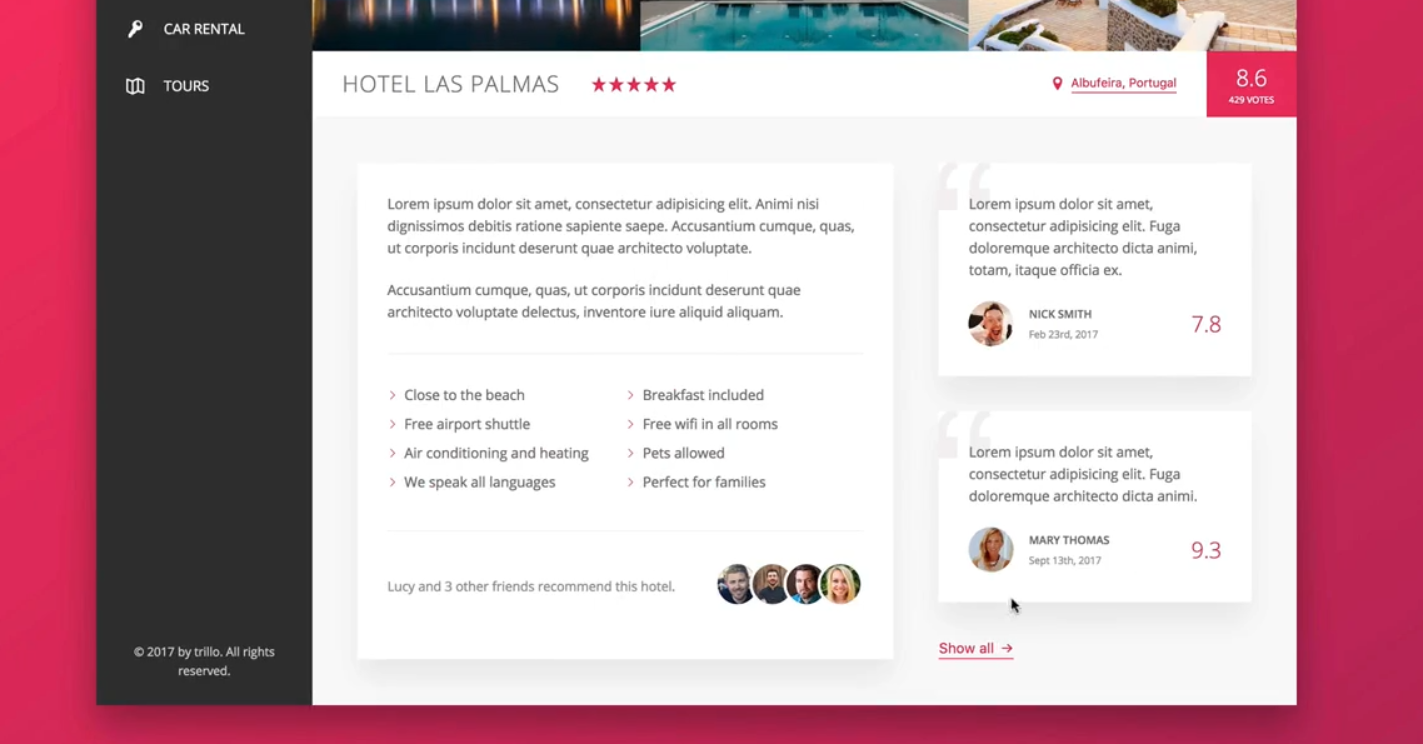 CAR RENTAL
TOURS
© 2017 by trillo. All rights
reserved.
HOTEL LAS PALMAS
Albufeira, Portugal
8.6
429 VOTES
Lorem ipsum dolor sit amet, consectetur adipisicing elit. Animi nisi
dignissimos debitis ratione sapiente saepe. Accusantium cumque, quas,
ut corporis incidunt deserunt quae architecto voluptate.
Accusantium cumque, quas, ut corporis incidunt deserunt quae
architecto voluptate delectus, inventore iure aliquid aliquam.
Close to the beach
Breakfast included
Free airport shuttle
Free wifi in all rooms
Air conditioning and heating
Pets allowed
We speak all languages
Perfect for families
Lucy and 3 other friends recommend this hotel.
“
Lorem ipsum dolor sit amet,
consectetur adipisicing elit. Fuga
doloremque architecto dicta animi,
totam, itaque officia ex.
NICK SMITH
Feb 23rd, 2017
7.8
“
Lorem ipsum dolor sit amet,
consectetur adipisicing elit. Fuga
doloremque architecto dicta animi.
MARY THOMAS
Sept 13th, 2017
9.3
Show all →